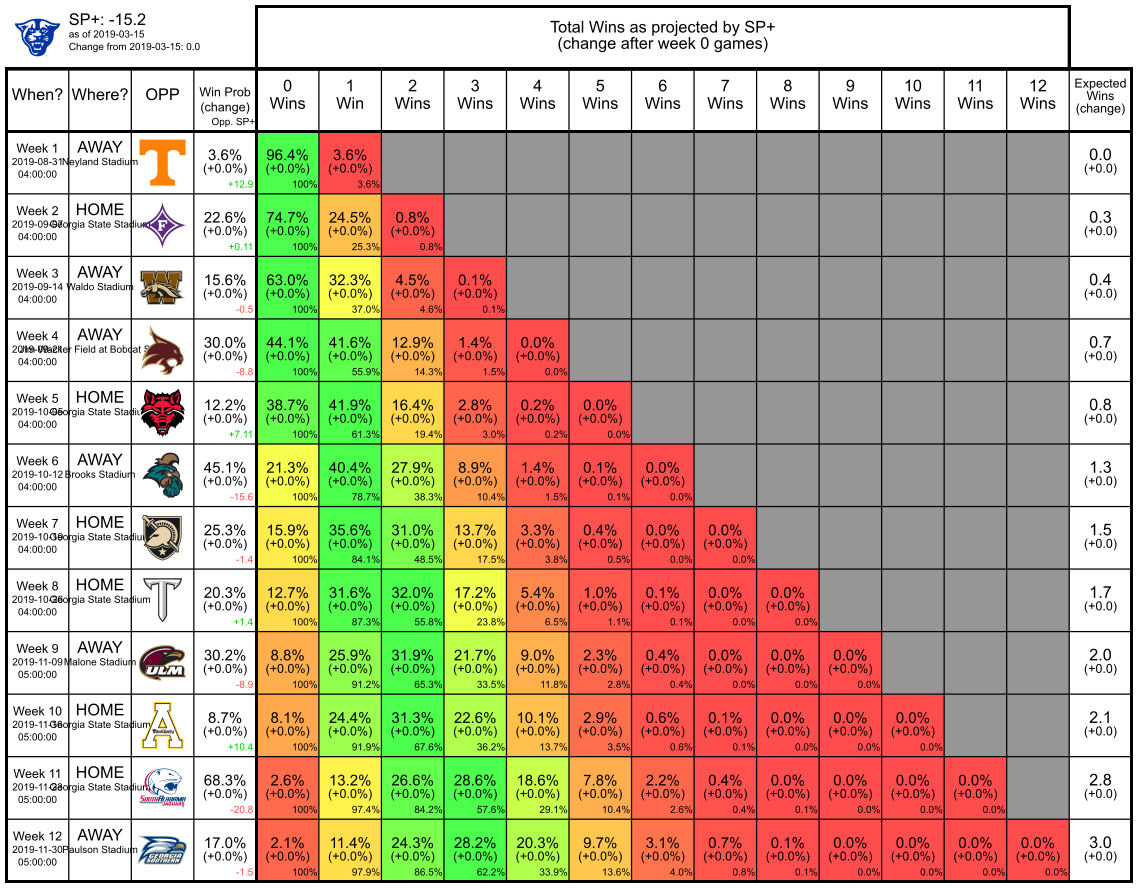 SP+: -15.2
as of 2019-03-15
Change from 2019-03-15: 0.0
Total Wins as projected by SP+
(change after week 0 games)
When? Where? OPP Win Prob (change) Opp. SP+ 0 Wins 1 Win 2 Wins 3 Wins 4 Wins 5 Wins 6 Wins 7 Wins 8 Wins 9 Wins 10 Wins 11 Wins 12 Wins Expected Wins (change)
Week 1 AWAY T 3.6% 96.4% 3.6% 0.0
2019-08-31 Neyland Stadium (+0.0%) (+0.0%) (+0.0%) (+0.0)
04:00:00 +12.9 100% 3.6%
Week 2 HOME F 22.6% 74.7% 24.5% 0.8% 0.3
Georgia State Stadium (+0.0%) (+0.0%) (+0.0%) (+0.0%) (+0.0)
04:00:00 +0.11 100% 25.3% 0.8%
Week 3 AWAY W 15.6% 63.0% 32.3% 4.5% 0.1% 0.4
2019-09-14 Waldo Stadium (+0.0%) (+0.0%) (+0.0%) (+0.0%) (+0.0%) (+0.0)
04:00:00 -0.5 100% 37.0% 4.6% 0.1%
Week 4 AWAY 30.0% 44.1% 41.6% 12.9% 1.4% 0.0% 0.7
Field at Bobcat (+0.0%) (+0.0%) (+0.0%) (+0.0%) (+0.0%) (+0.0%) (+0.0)
04:00:00 -8.8 100% 55.9% 14.3% 1.5% 0.0%
Week 5 HOME 12.2% 38.7% 41.9% 16.4% 2.8% 0.2% 0.0% 0.8
Georgia State (+0.0%) (+0.0%) (+0.0%) (+0.0%) (+0.0%) (+0.0%) (+0.0%) (+0.0)
04:00:00 +7.11 100% 61.3% 19.4% 3.0% 0.2% 0.0%
Week 6 AWAY 45.1% 21.3% 40.4% 27.9% 8.9% 1.4% 0.1% 0.0% 1.3
2019-10-12 Brooks Stadium (+0.0%) (+0.0%) (+0.0%) (+0.0%) (+0.0%) (+0.0%) (+0.0%) (+0.0%) (+0.0)
04:00:00 -15.6 100% 78.7% 38.3% 10.4% 1.5% 0.1% 0.0%
Week 7 HOME 25.3% 15.9% 35.6% 31.0% 13.7% 3.3% 0.4% 0.0% 0.0% 1.5
Georgia State (+0.0%) (+0.0%) (+0.0%) (+0.0%) (+0.0%) (+0.0%) (+0.0%) (+0.0%) (+0.0%) (+0.0)
04:00:00 -1.4 100% 84.1% 48.5% 17.5% 3.8% 0.5% 0.0% 0.0%
Week 8 HOME T 20.3% 12.7% 31.6% 32.0% 17.2% 5.4% 1.0% 0.1% 0.0% 0.0% 1.7
Georgia State Stadium (+0.0%) (+0.0%) (+0.0%) (+0.0%) (+0.0%) (+0.0%) (+0.0%) (+0.0%) (+0.0%) (+0.0%) (+0.0)
04:00:00 +1.4 100% 87.3% 55.8% 23.8% 6.5% 1.1% 0.1% 0.0% 0.0%
Week 9 AWAY ULM 30.2% 8.8% 25.9% 31.9% 21.7% 9.0% 2.3% 0.4% 0.0% 0.0% 0.0% 2.0
2019-11-09 Malone Stadium (+0.0%) (+0.0%) (+0.0%) (+0.0%) (+0.0%) (+0.0%) (+0.0%) (+0.0%) (+0.0%) (+0.0%) (+0.0%) (+0.0)
05:00:00 -8.9 100% 91.2% 65.3% 33.5% 11.8% 2.8% 0.4% 0.0% 0.0% 0.0%
Week 10 HOME A 8.7% 8.1% 24.4% 31.3% 22.6% 10.1% 2.9% 0.6% 0.1% 0.0% 0.0% 0.0% 2.1
Georgia State Stadium (+0.0%) (+0.0%) (+0.0%) (+0.0%) (+0.0%) (+0.0%) (+0.0%) (+0.0%) (+0.0%) (+0.0%) (+0.0%) (+0.0%) (+0.0)
05:00:00 +10.4 100% 91.9% 67.6% 36.2% 13.7% 3.5% 0.6% 0.1% 0.0% 0.0% 0.0%
Week 11 HOME SOUTH ALABAMA JAGUARS 68.3% 2.6% 13.2% 26.6% 28.6% 18.6% 7.8% 2.2% 0.4% 0.0% 0.0% 0.0% 0.0% 2.8
Georgia State (+0.0%) (+0.0%) (+0.0%) (+0.0%) (+0.0%) (+0.0%) (+0.0%) (+0.0%) (+0.0%) (+0.0%) (+0.0%) (+0.0%) (+0.0%) (+0.0)
05:00:00 -20.8 100% 97.4% 84.2% 57.6% 29.1% 10.4% 2.6% 0.4% 0.1% 0.0% 0.0% 0.0%
Week 12 AWAY GEORGIA SOUTHERN 17.0% 2.1% 11.4% 24.3% 28.2% 20.3% 9.7% 3.1% 0.7% 0.1% 0.0% 0.0% 0.0% 0.0% 3.0
2019-11-30 Paulson Stadium (+0.0%) (+0.0%) (+0.0%) (+0.0%) (+0.0%) (+0.0%) (+0.0%) (+0.0%) (+0.0%) (+0.0%) (+0.0%) (+0.0%) (+0.0%) (+0.0%) (+0.0)
05:00:00 -1.5 100% 97.9% 86.5% 62.2% 33.9% 13.6% 4.0% 0.8% 0.1% 0.0% 0.0% 0.0% 0.0%